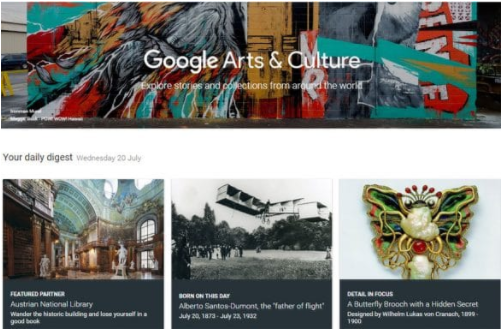 Google Arts & Culture
Explore stories and collections from around the world
Your daily digest Wednesday 20 July
FEATURED PARTNER
Austrian National Library
Wander the historic building and lose yourself in a
good book
BORN ON THIS DAY
Alberto Santos-Dumont, the "father of flight"
July 20, 1873 - July 23, 1932
DETAIL IN FOCUS
A Butterfly Brooch with a Hidden Secret
Designed by Wilhelm Lukas von Cranach, 1899 -
1900